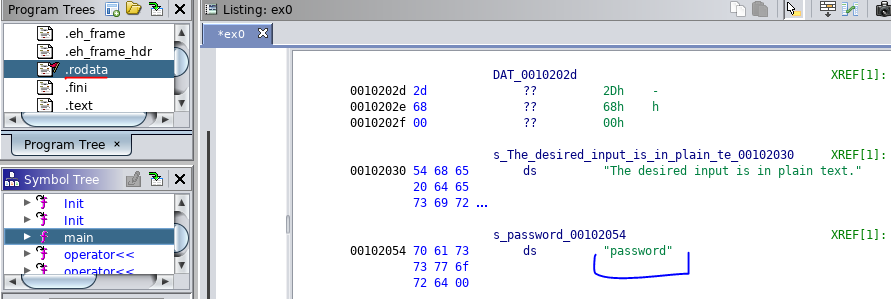 Program Trees
.eh_frame
.eh_frame_hdr
.rodata
.fini
.text
Program Tree ×
Symbol Tree
Init
Init
main
operator<<
operator<<
Listing: ex0
*ex0
DAT_0010202d XREF[1]:
0010202d 2d ?? 2Dh -
0010202e 68 ?? 68h h
0010202f 00 ?? 00h
s_The_desired_input_is_in_plain_te_00102030 XREF[1]:
00102030 54 68 65 ds "The desired input is in plain text."
20 64 65
73 69 72 ...
s_password_00102054 XREF[1]:
00102054 70 61 73 ds "password"
73 77 6f
72 64 00